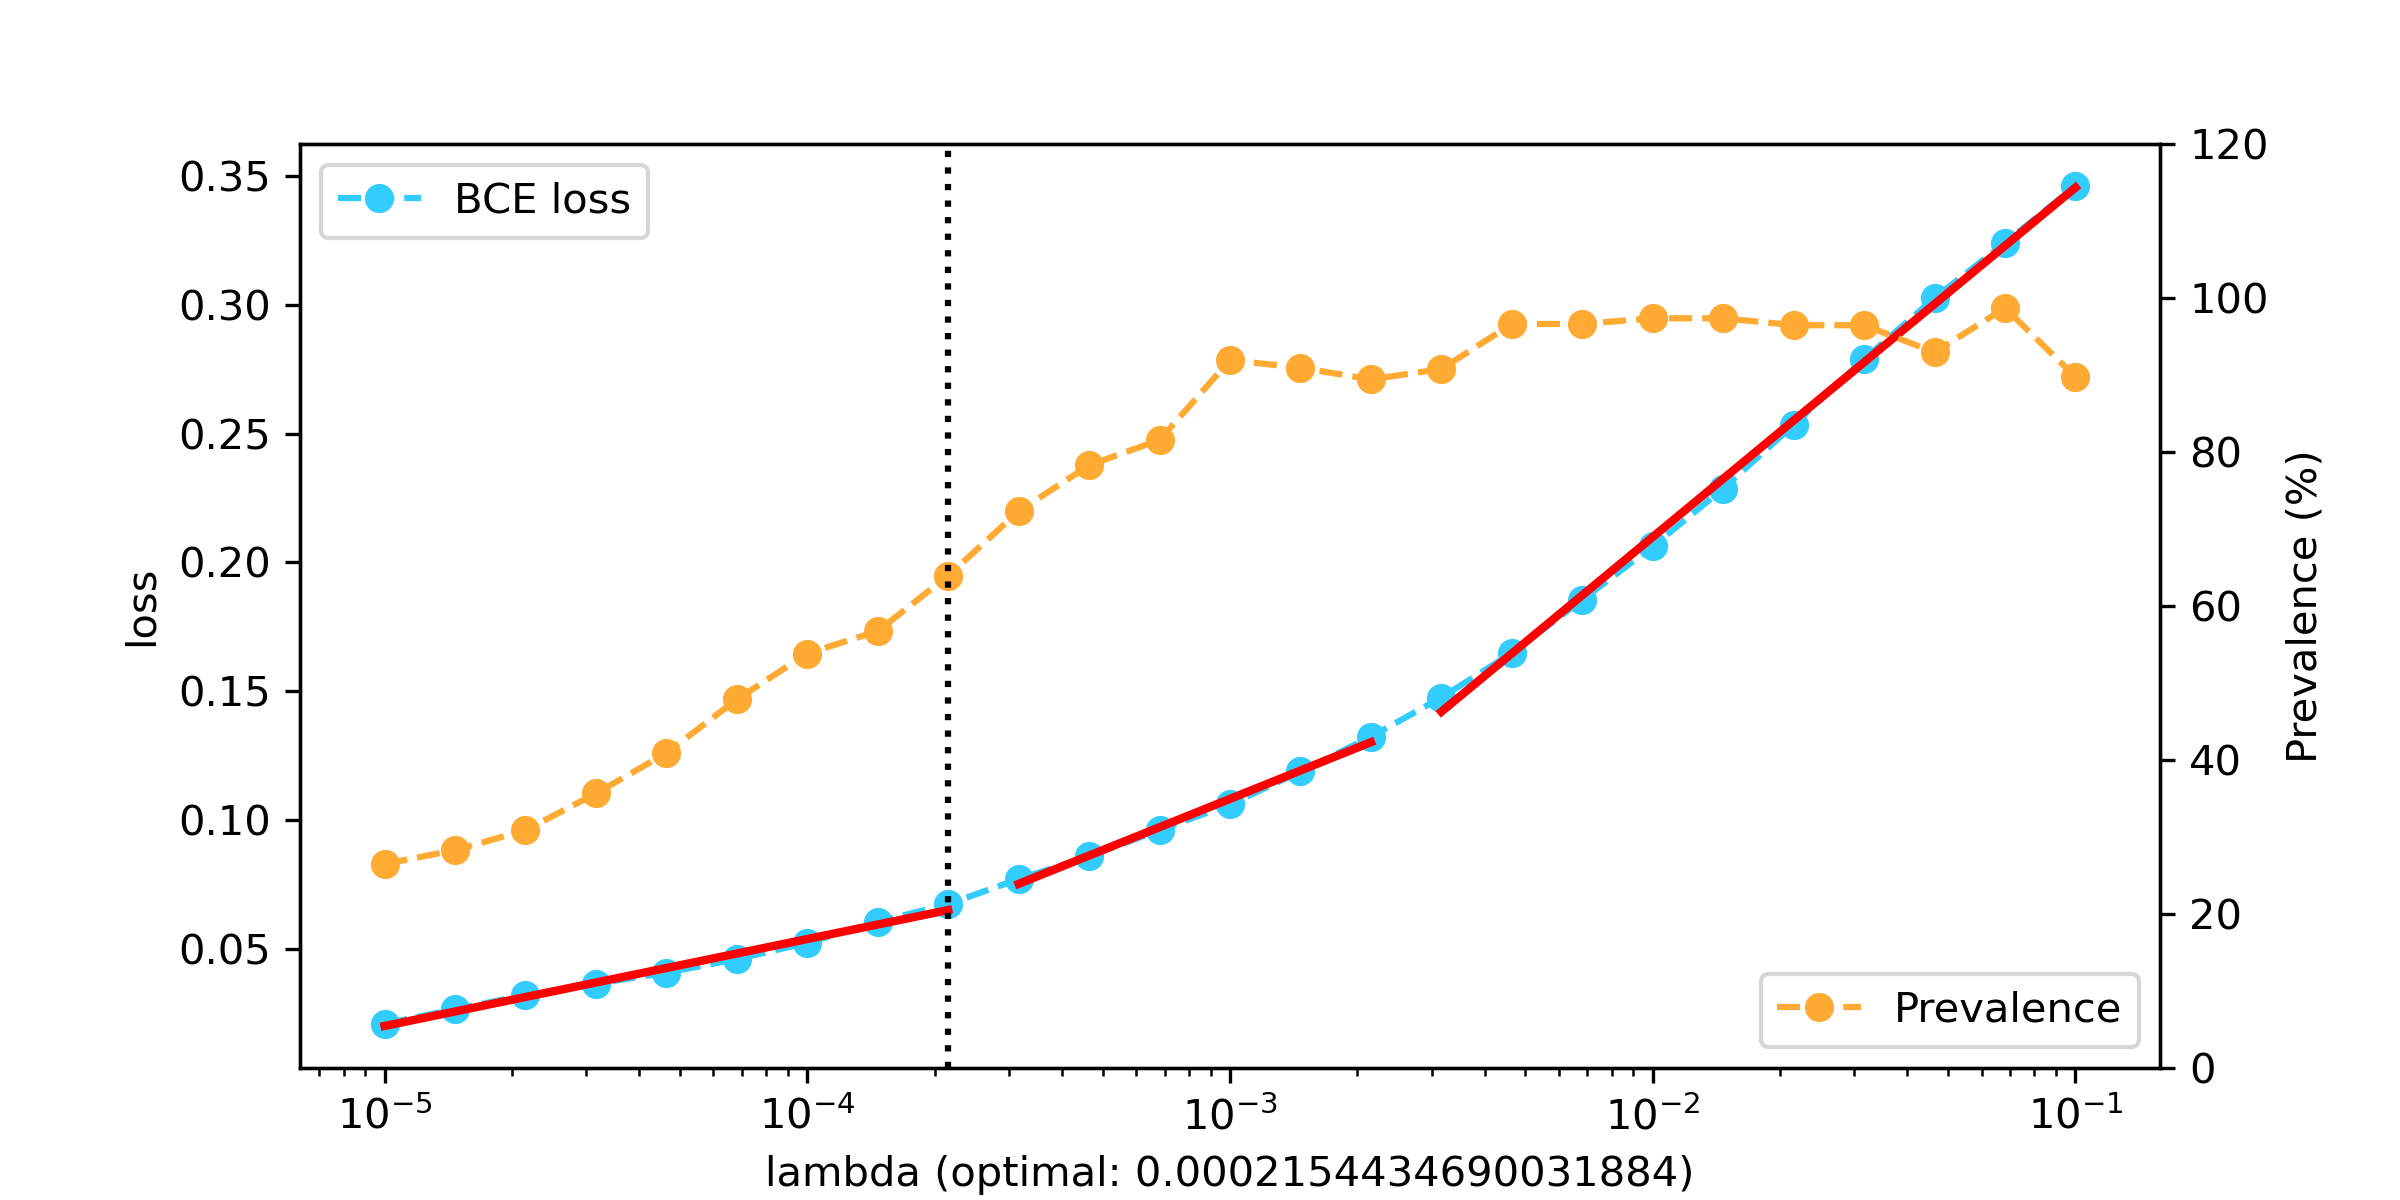 BCE loss
Prevalence
0.35
0.30
0.25
0.20
0.15
0.10
0.05
loss
120
100
80
60
40
20
0
Prevalence (%)
10⁻⁵ 10⁻⁴ 10⁻³ 10⁻² 10⁻¹
lambda (optimal: 0.00021544346900318​84)